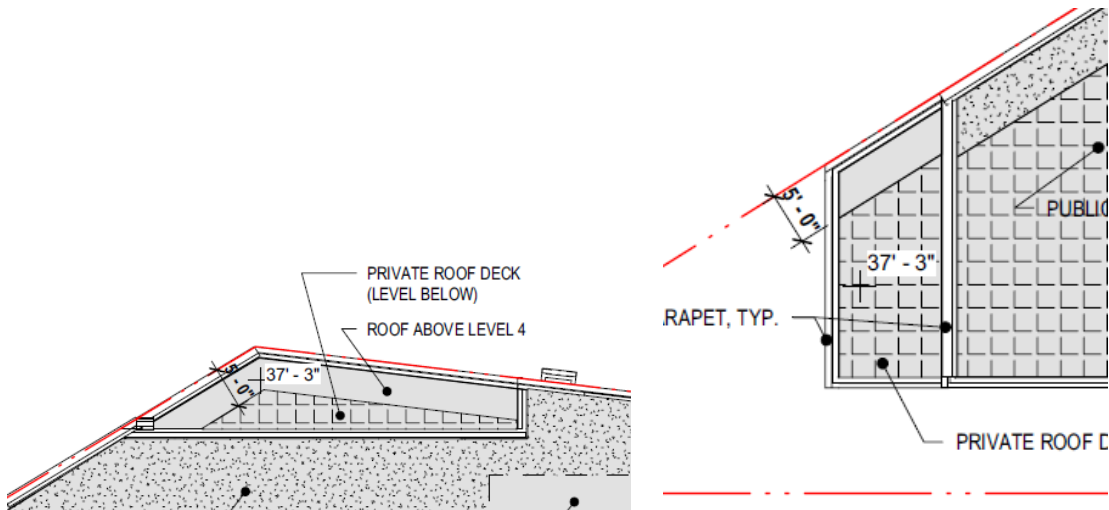 PRIVATE ROOF DECK
(LEVEL BELOW)
ROOF ABOVE LEVEL 4
5' - 0"
37' - 3"
5' - 0"
PUBLIC
37' - 3"
RAPET, TYP.
PRIVATE ROOF D